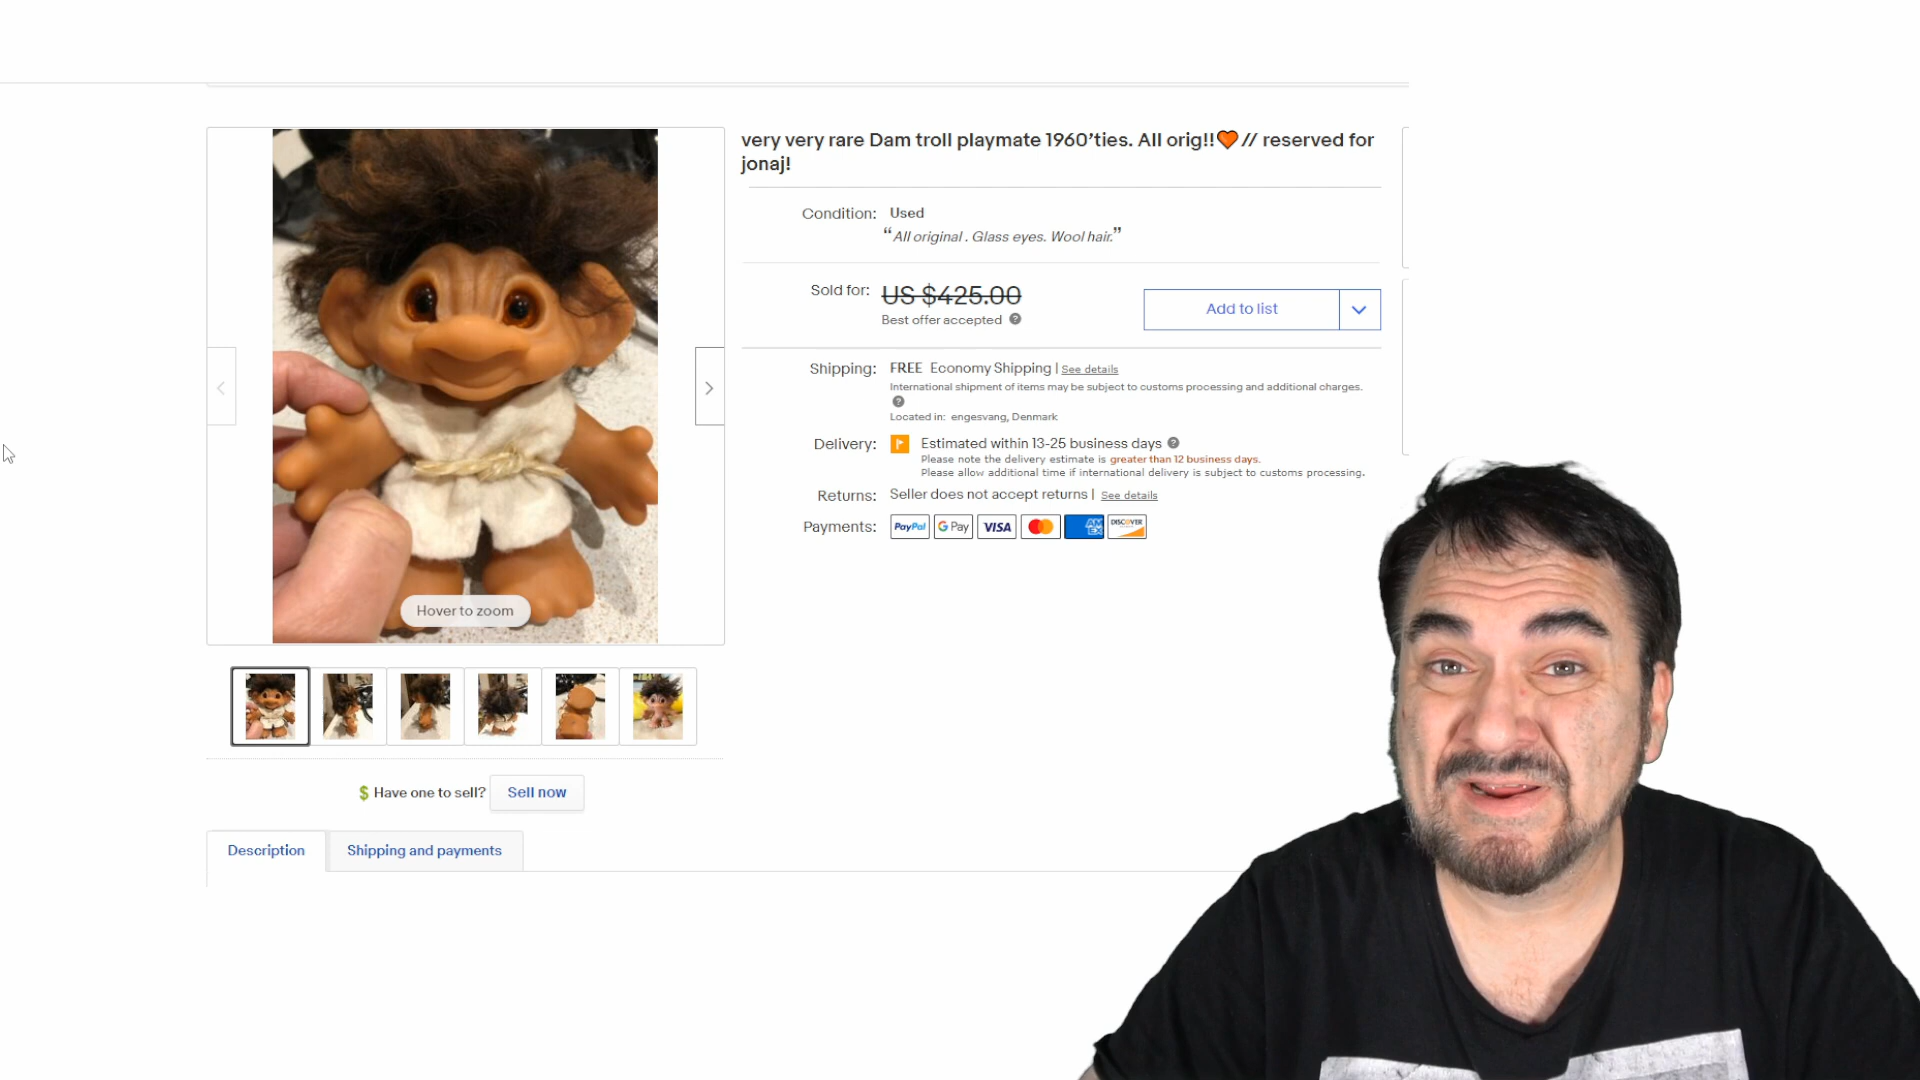 very very rare Dam troll playmate 1960'ties. All orig!!🧡// reserved for
jonaj!
Condition: Used
“All original . Glass eyes. Wool hair.”
Sold for: US $425.00
Best offer accepted
Add to list
Shipping: FREE Economy Shipping | See details
International shipment of items may be subject to customs processing and additional charges.
Located in: engesvang, Denmark
Delivery: Estimated within 13-25 business days
Please note the delivery estimate is greater than 12 business days.
Please allow additional time if international delivery is subject to customs processing.
Returns: Seller does not accept returns | See details
Payments: PayPal G Pay VISA AM EX DISCOVER
Hover to zoom
Have one to sell? Sell now
Description Shipping and payments